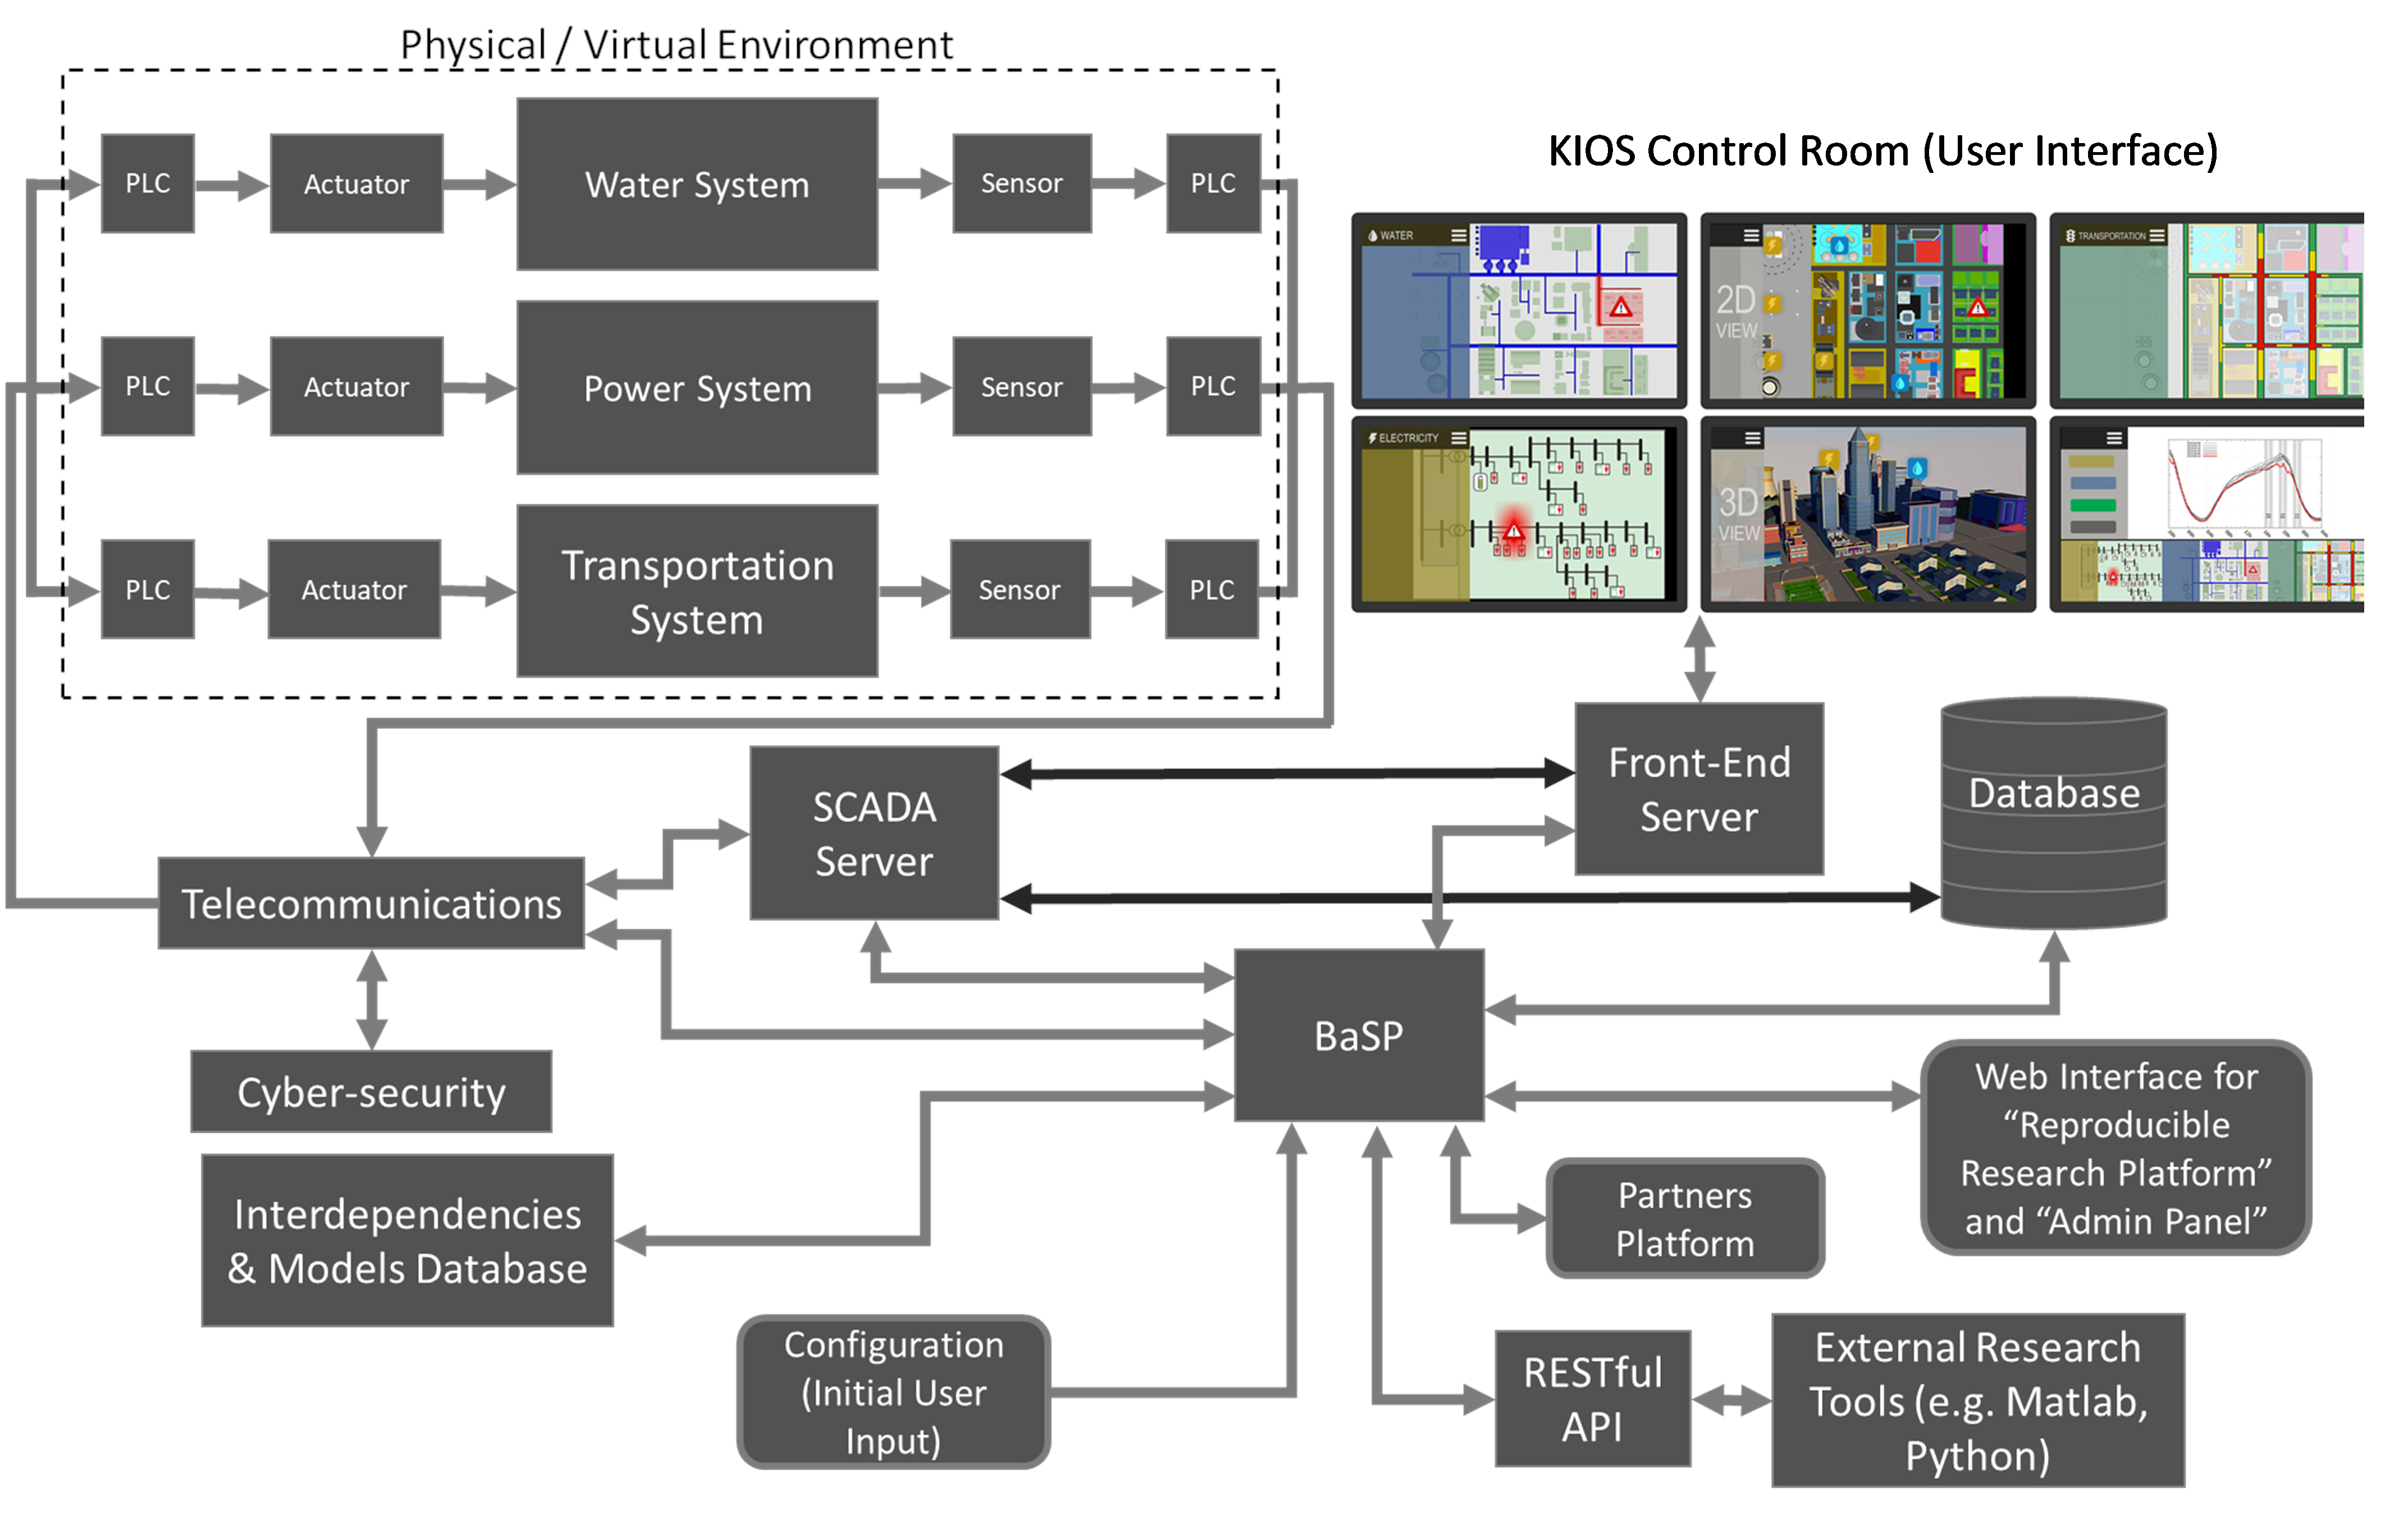 Physical / Virtual Environment
PLC
Actuator
Water System
Sensor
PLC
PLC
Actuator
Power System
Sensor
PLC
PLC
Actuator
Transportation
System
Sensor
PLC
KIOS Control Room (User Interface)
WATER
2D
VIEW
TRANSPORTATION
ELECTRICITY
3D
VIEW
SCADA
Server
Front-End
Server
Database
Telecommunications
Cyber-security
BaSP
Interdependencies
& Models Database
Web Interface for
“Reproducible
Research Platform”
and “Admin Panel”
Partners
Platform
Configuration
(Initial User
Input)
RESTful
API
External Research
Tools (e.g. Matlab,
Python)